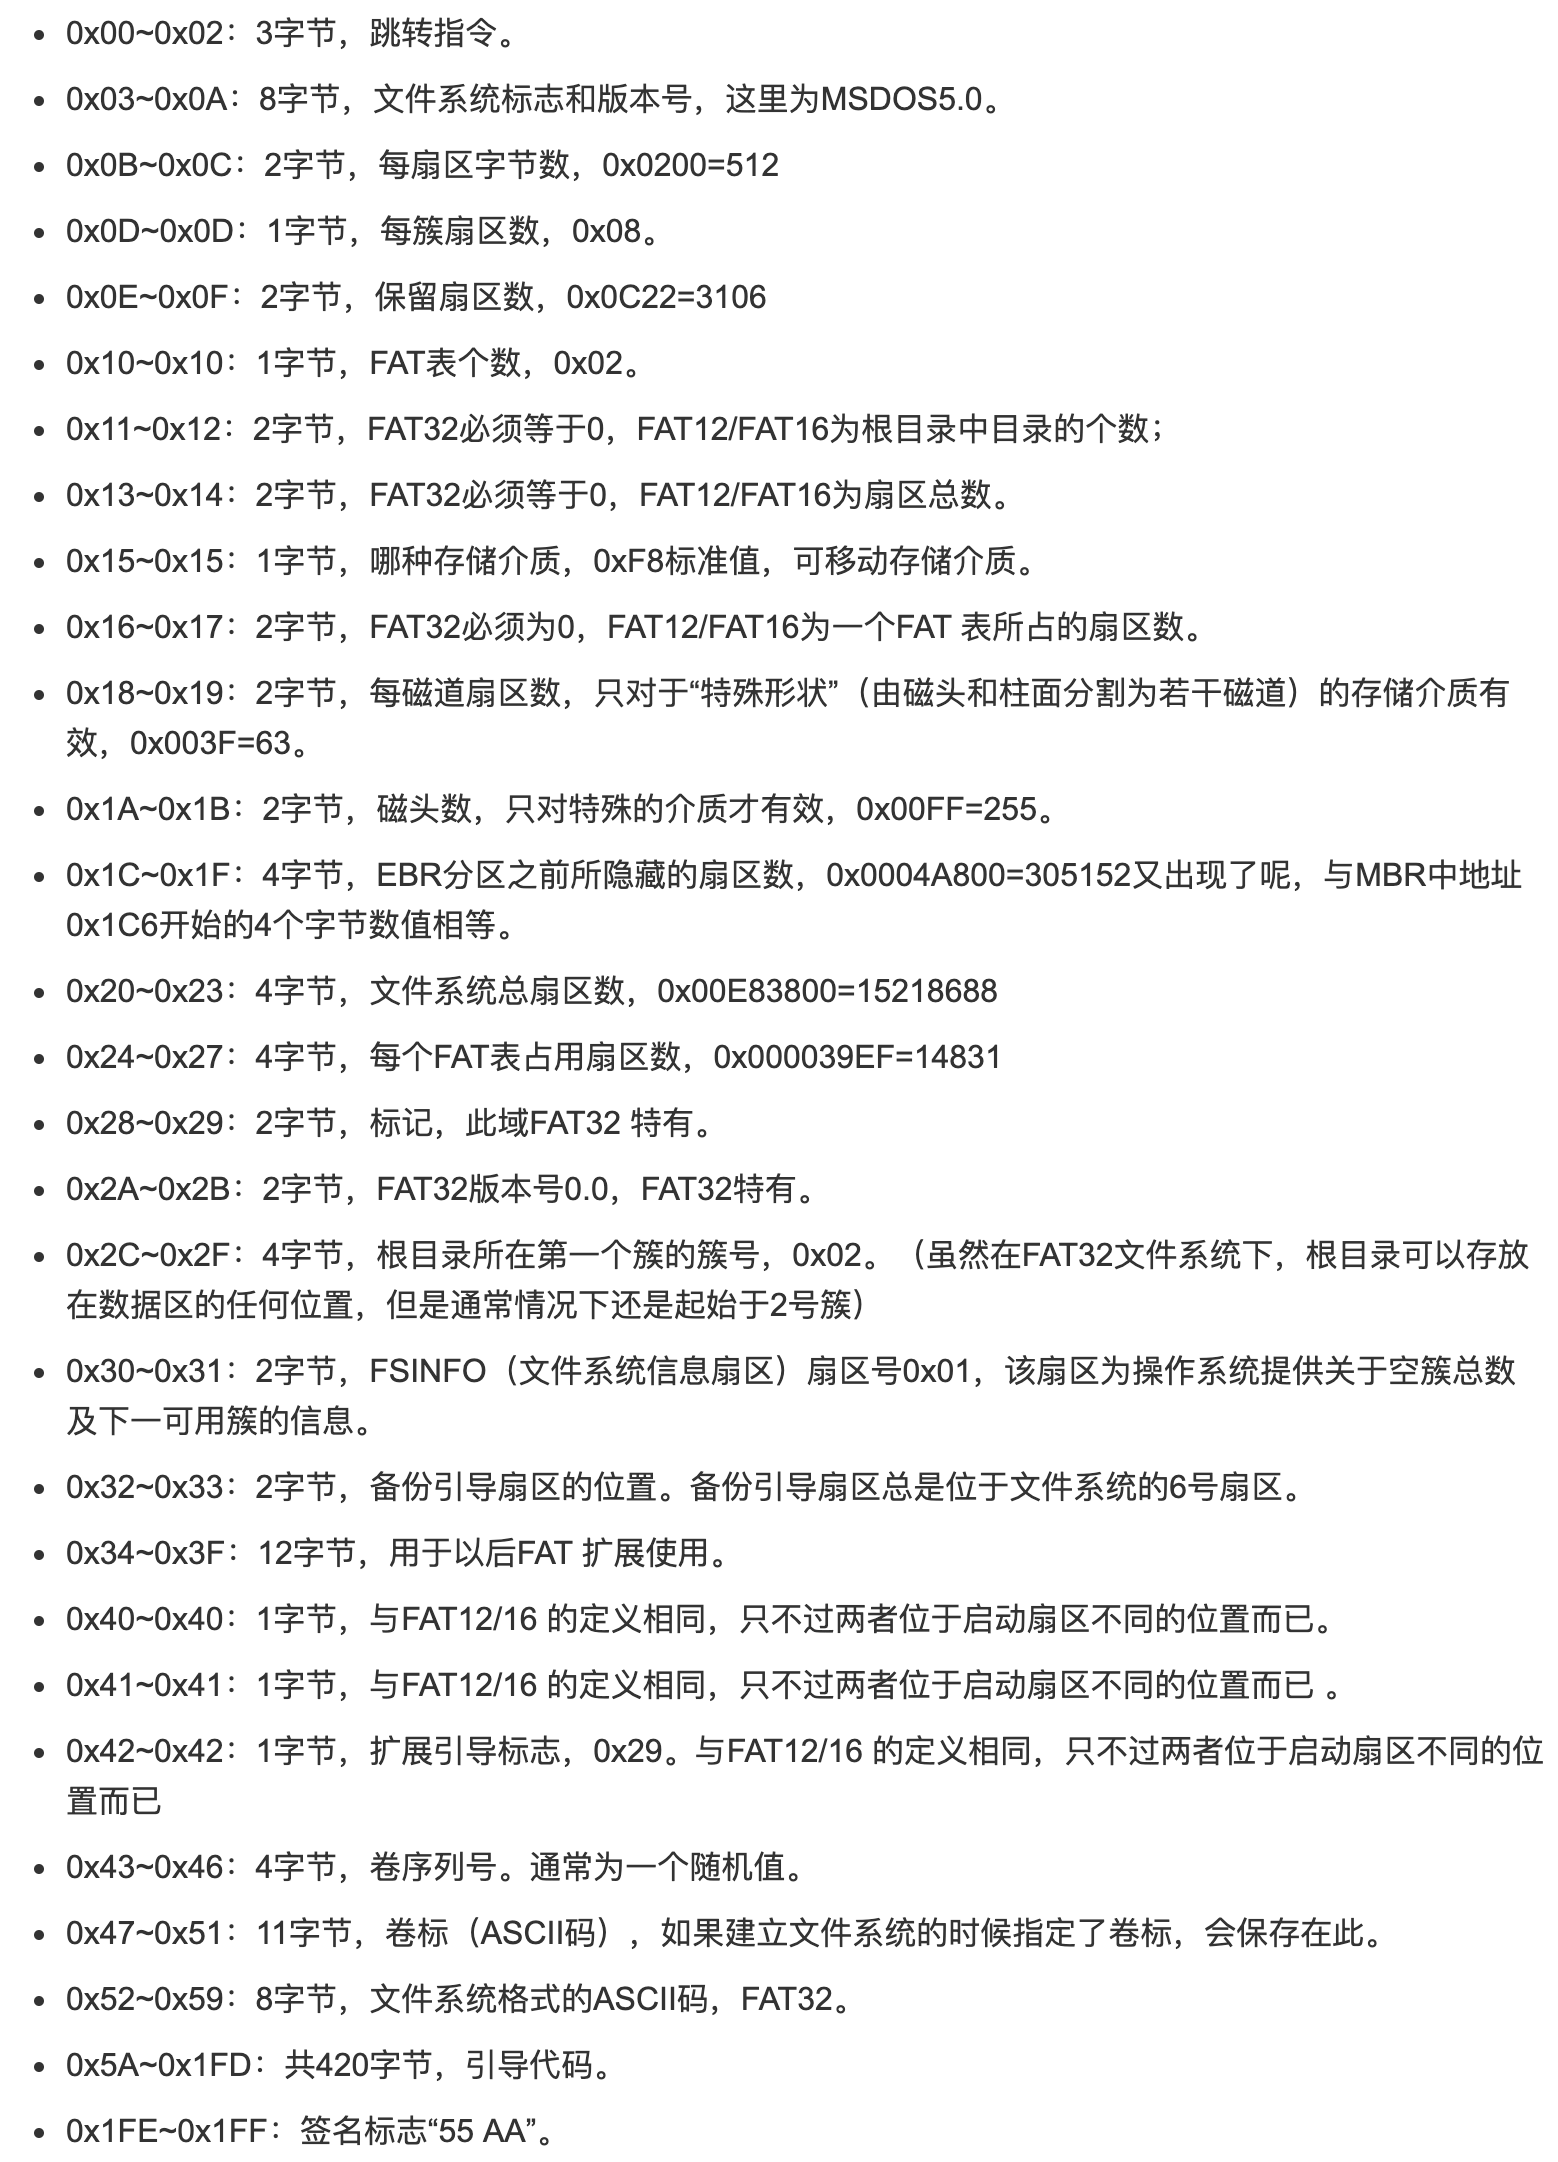 • 0x00~0x02：3字节，跳转指令。
• 0x03~0x0A：8字节，文件系统标志和版本号，这里为MSDOS5.0。
• 0x0B~0x0C：2字节，每扇区字节数，0x0200=512
• 0x0D~0x0D：1字节，每簇扇区数，0x08。
• 0x0E~0x0F：2字节，保留扇区数，0x0C22=3106
• 0x10~0x10：1字节，FAT表个数，0x02。
• 0x11~0x12：2字节，FAT32必须等于0，FAT12/FAT16为根目录中目录的个数；
• 0x13~0x14：2字节，FAT32必须等于0，FAT12/FAT16为扇区总数。
• 0x15~0x15：1字节，哪种存储介质，0xF8标准值，可移动存储介质。
• 0x16~0x17：2字节，FAT32必须为0，FAT12/FAT16为一个FAT 表所占的扇区数。
• 0x18~0x19：2字节，每磁道扇区数，只对于“特殊形状”（由磁头和柱面分割为若干磁道）的存储介质有
效，0x003F=63。
• 0x1A~0x1B：2字节，磁头数，只对特殊的介质才有效，0x00FF=255。
• 0x1C~0x1F：4字节，EBR分区之前所隐藏的扇区数，0x0004A800=305152又出现了呢，与MBR中地址
0x1C6开始的4个字节数值相等。
• 0x20~0x23：4字节，文件系统总扇区数，0x00E83800=15218688
• 0x24~0x27：4字节，每个FAT表占用扇区数，0x000039EF=14831
• 0x28~0x29：2字节，标记，此域FAT32 特有。
• 0x2A~0x2B：2字节，FAT32版本号0.0，FAT32特有。
• 0x2C~0x2F：4字节，根目录所在第一个簇的簇号，0x02。（虽然在FAT32文件系统下，根目录可以存放
在数据区的任何位置，但是通常情况下还是起始于2号簇）
• 0x30~0x31：2字节，FSINFO（文件系统信息扇区）扇区号0x01，该扇区为操作系统提供关于空簇总数
及下一可用簇的信息。
• 0x32~0x33：2字节，备份引导扇区的位置。备份引导扇区总是位于文件系统的6号扇区。
• 0x34~0x3F：12字节，用于以后FAT 扩展使用。
• 0x40~0x40：1字节，与FAT12/16 的定义相同，只不过两者位于启动扇区不同的位置而已。
• 0x41~0x41：1字节，与FAT12/16 的定义相同，只不过两者位于启动扇区不同的位置而已 。
• 0x42~0x42：1字节，扩展引导标志，0x29。与FAT12/16 的定义相同，只不过两者位于启动扇区不同的位
置而已
• 0x43~0x46：4字节，卷序列号。通常为一个随机值。
• 0x47~0x51：11字节，卷标（ASCII码），如果建立文件系统的时候指定了卷标，会保存在此。
• 0x52~0x59：8字节，文件系统格式的ASCII码，FAT32。
• 0x5A~0x1FD：共420字节，引导代码。
• 0x1FE~0x1FF：签名标志“55 AA”。